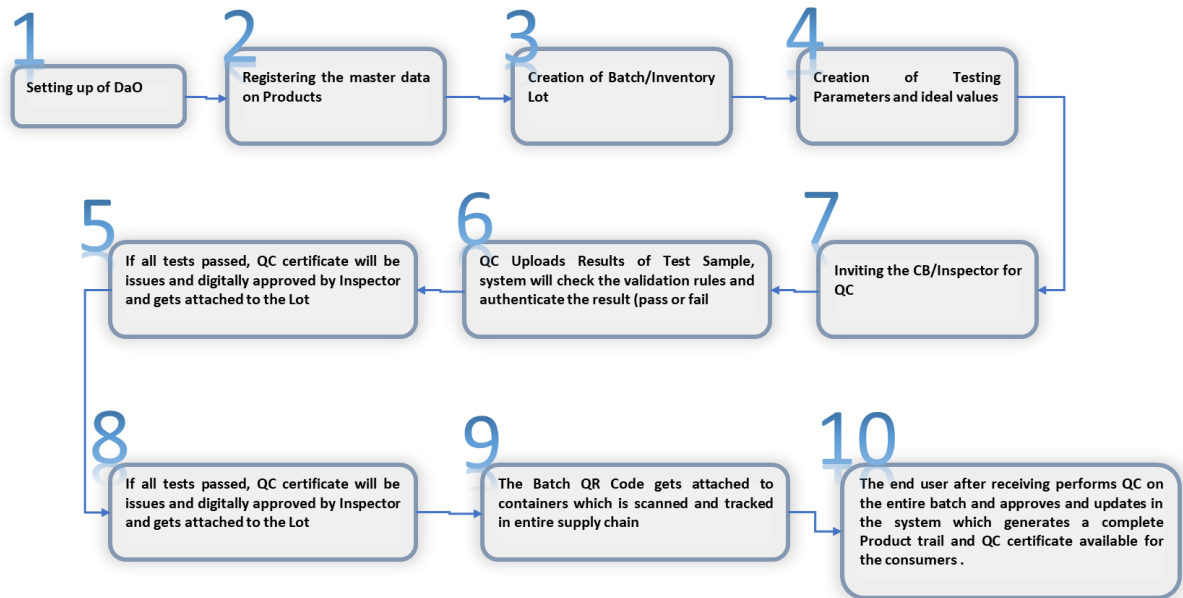 1
Setting up of DaO
2
Registering the master data
on Products
3
Creation of Batch/Inventory
Lot
4
Creation of Testing
Parameters and ideal values
5
If all tests passed, QC certificate will be
issues and digitally approved by Inspector
and gets attached to the Lot
6
QC Uploads Results of Test Sample,
system will check the validation rules and
authenticate the result (pass or fail
7
Inviting the CB/Inspector for
QC
8
If all tests passed, QC certificate will be
issues and digitally approved by Inspector
and gets attached to the Lot
9
The Batch QR Code gets attached to
containers which is scanned and tracked
in entire supply chain
10
The end user after receiving performs QC
on the entire batch and approves and updates in
the system which generates a complete
Product trail and QC certificate available for
the consumers .